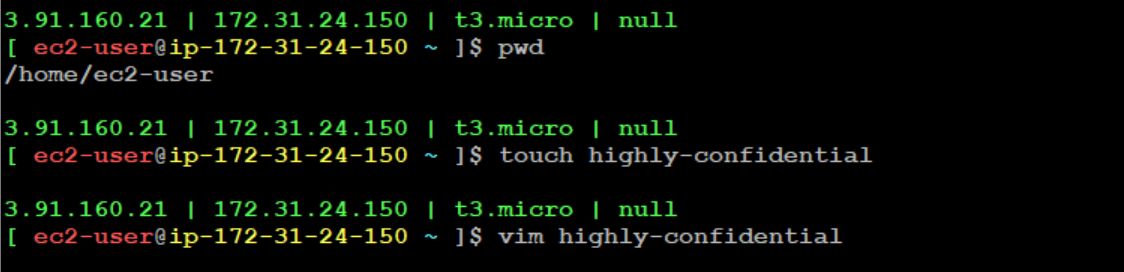 3.91.160.21 | 172.31.24.150 | t3.micro | null
[ ec2-user@ip-172-31-24-150 ~ ]$ pwd
/home/ec2-user
3.91.160.21 | 172.31.24.150 | t3.micro | null
[ ec2-user@ip-172-31-24-150 ~ ]$ touch highly-confidential
3.91.160.21 | 172.31.24.150 | t3.micro | null
[ ec2-user@ip-172-31-24-150 ~ ]$ vim highly-confidential